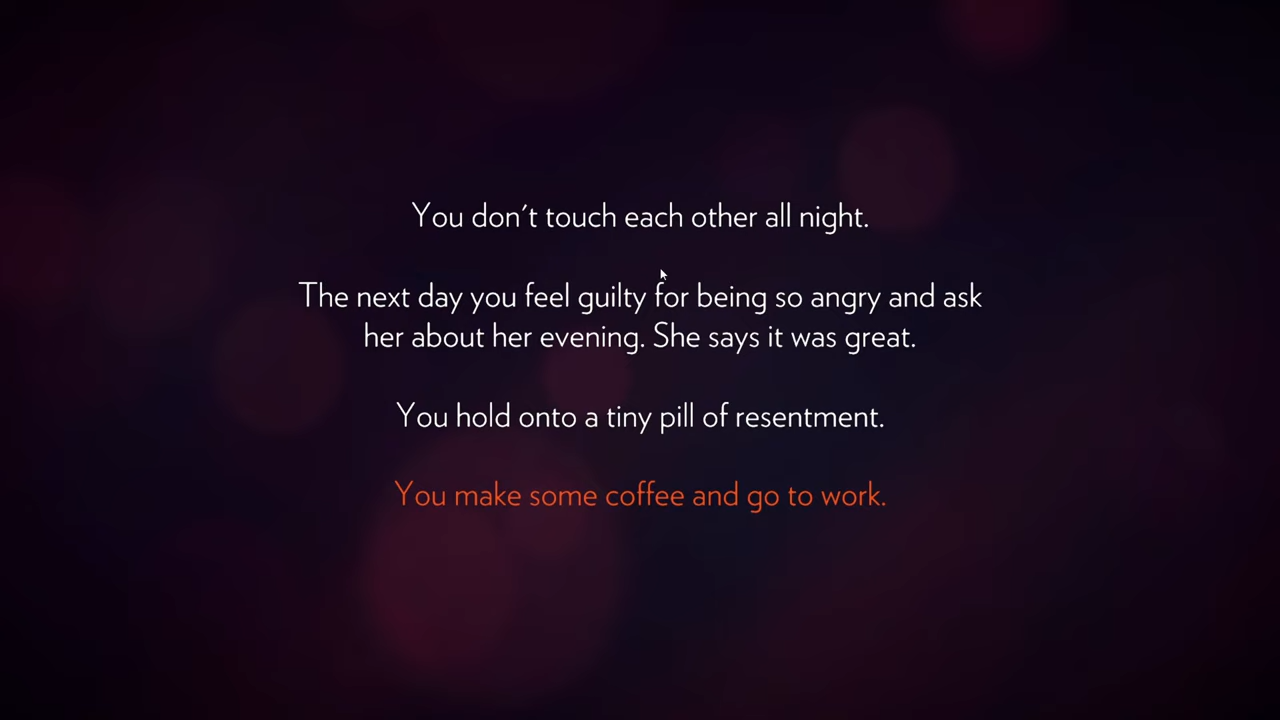 You don't touch each other all night.
The next day you feel guilty for being so angry and ask
her about her evening. She says it was great.
You hold onto a tiny pill of resentment.
You make some coffee and go to work.